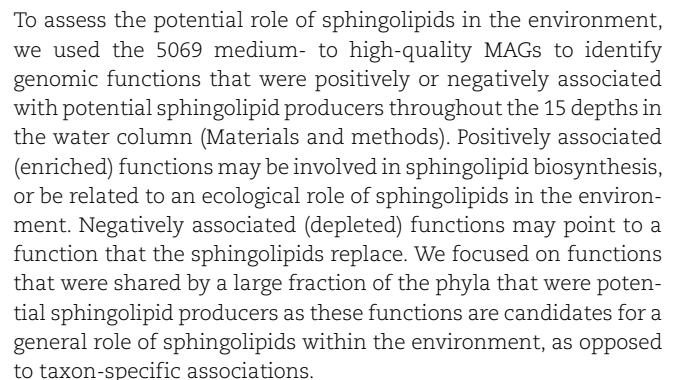 To assess the potential role of sphingolipids in the environment,
we used the 5069 medium- to high-quality MAGs to identify
genomic functions that were positively or negatively associated
with potential sphingolipid producers throughout the 15 depths in
the water column (Materials and methods). Positively associated
(enriched) functions may be involved in sphingolipid biosynthesis,
or be related to an ecological role of sphingolipids in the environ-
ment. Negatively associated (depleted) functions may point to a
function that the sphingolipids replace. We focused on functions
that were shared by a large fraction of the phyla that were poten-
tial sphingolipid producers as these functions are candidates for a
general role of sphingolipids within the environment, as opposed
to taxon-specific associations.